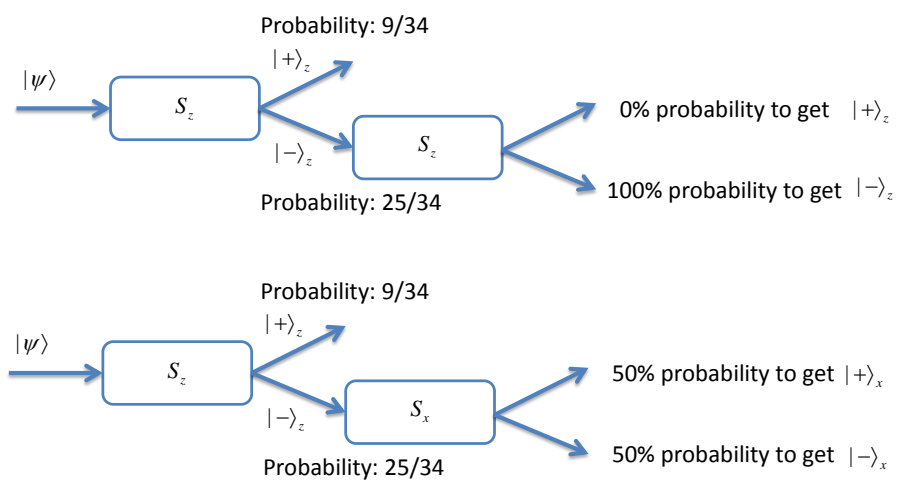 Probability: 9/34
|+⟩z
|ψ⟩
Sz
0% probability to get |+⟩z
Sz
|−⟩z
100% probability to get |−⟩z
Probability: 25/34
Probability: 9/34
|+⟩z
|ψ⟩
Sz
50% probability to get |+⟩x
Sx
|−⟩z
50% probability to get |−⟩x
Probability: 25/34